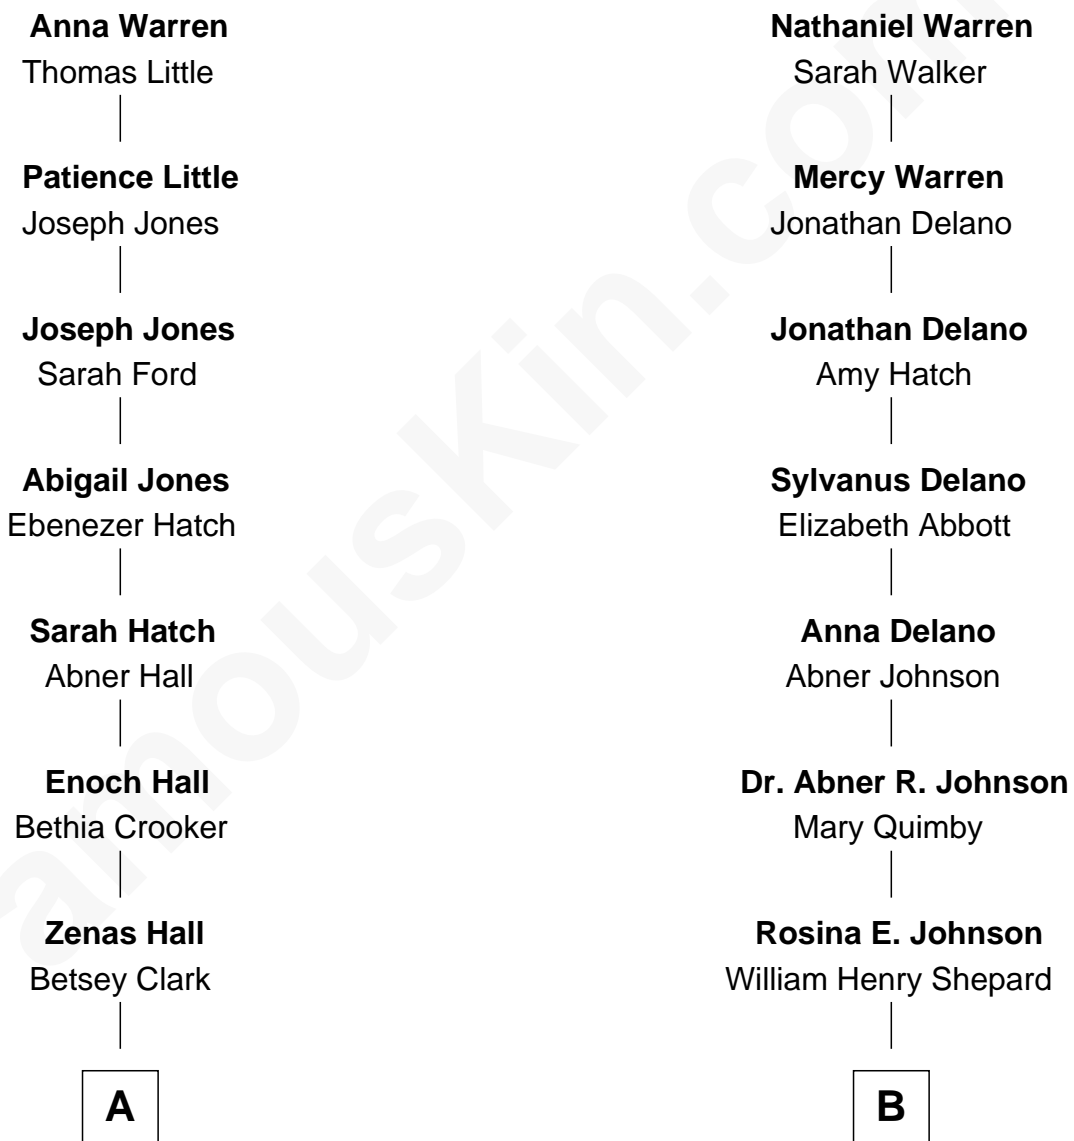 Anna Warren
Thomas Little
Patience Little
Joseph Jones
Joseph Jones
Sarah Ford
Abigail Jones
Ebenezer Hatch
Sarah Hatch
Abner Hall
Enoch Hall
Bethia Crooker
Zenas Hall
Betsey Clark
A
Nathaniel Warren
Sarah Walker
Mercy Warren
Jonathan Delano
Jonathan Delano
Amy Hatch
Sylvanus Delano
Elizabeth Abbott
Anna Delano
Abner Johnson
Dr. Abner R. Johnson
Mary Quimby
Rosina E. Johnson
William Henry Shepard
B
amousKin.com